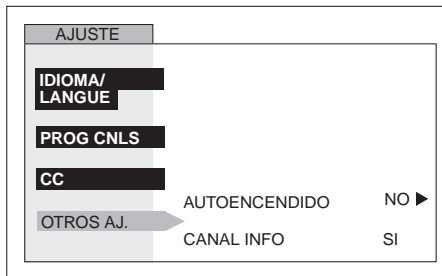 AJUSTE
IDIOMA/
LANGUE
PROG CNLS
CC
OTROS AJ.
AUTOENCENDIDO NO
CANAL INFO SI